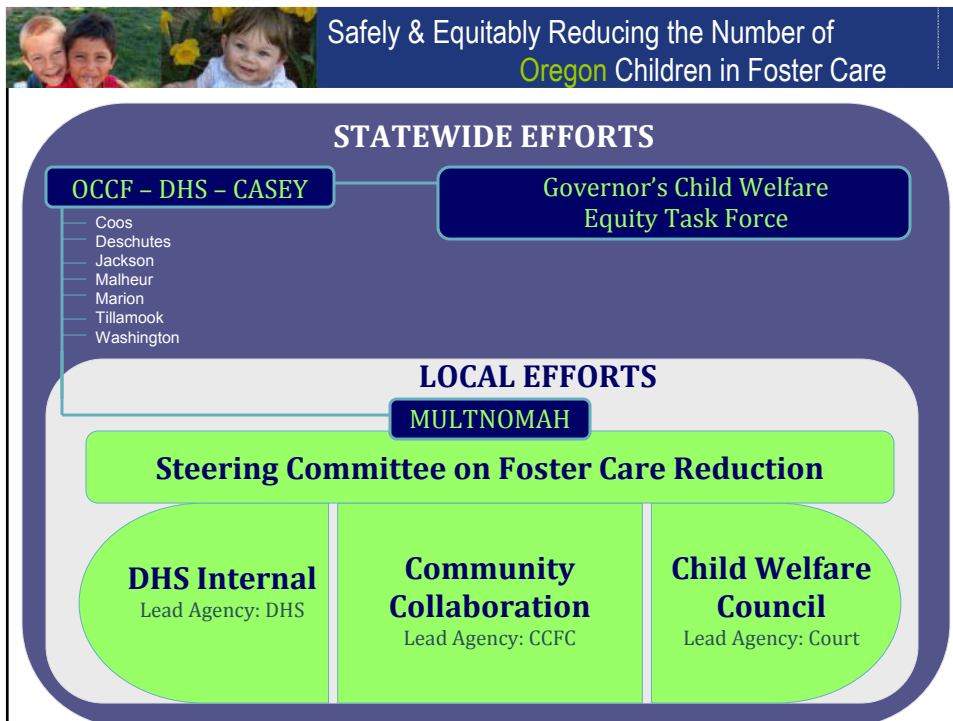 Safely & Equitably Reducing the Number of
Oregon Children in Foster Care
STATEWIDE EFFORTS
OCCF – DHS – CASEY
Governor’s Child Welfare
Equity Task Force
Coos
Deschutes
Jackson
Malheur
Marion
Tillamook
Washington
LOCAL EFFORTS
MULTNOMAH
Steering Committee on Foster Care Reduction
DHS Internal
Lead Agency: DHS
Community
Collaboration
Lead Agency: CCFC
Child Welfare
Council
Lead Agency: Court